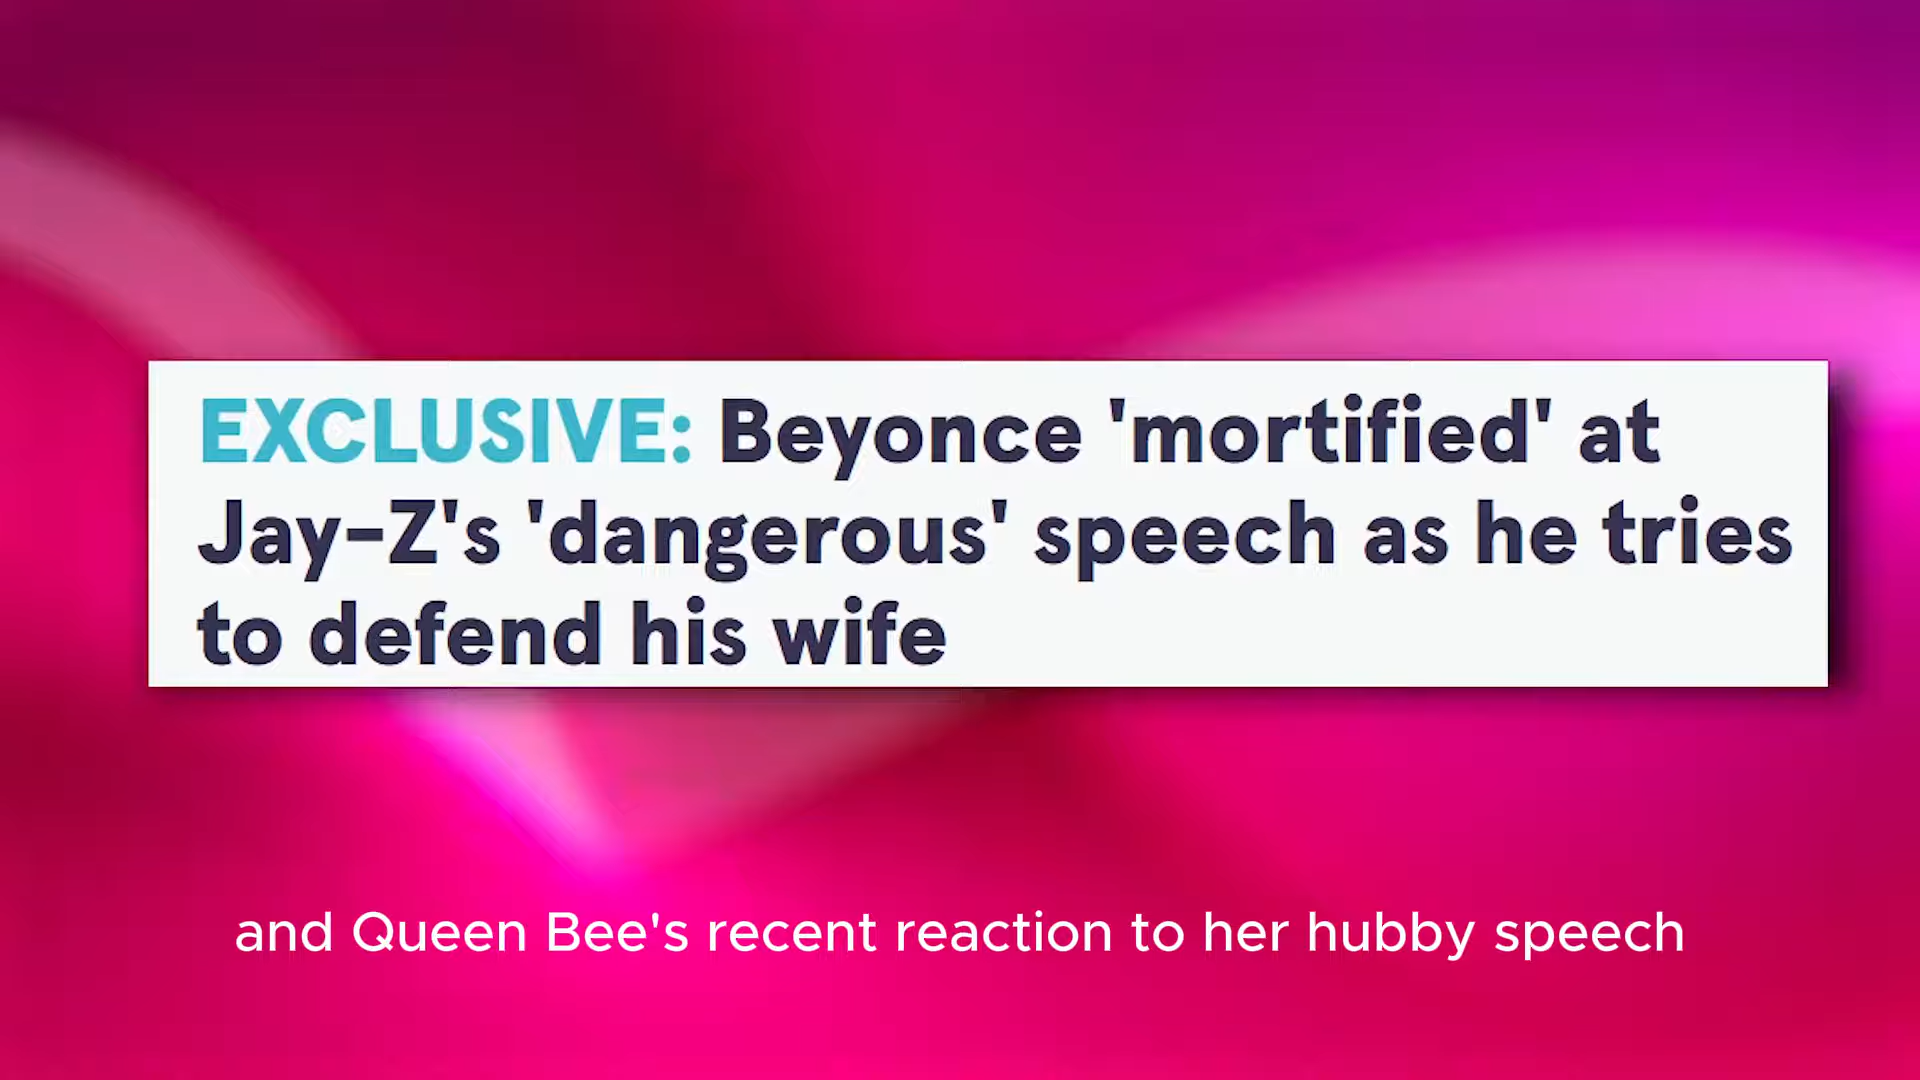 EXCLUSIVE: Beyonce 'mortified' at
Jay-Z's 'dangerous' speech as he tries
to defend his wife
and Queen Bee's recent reaction to her hubby speech